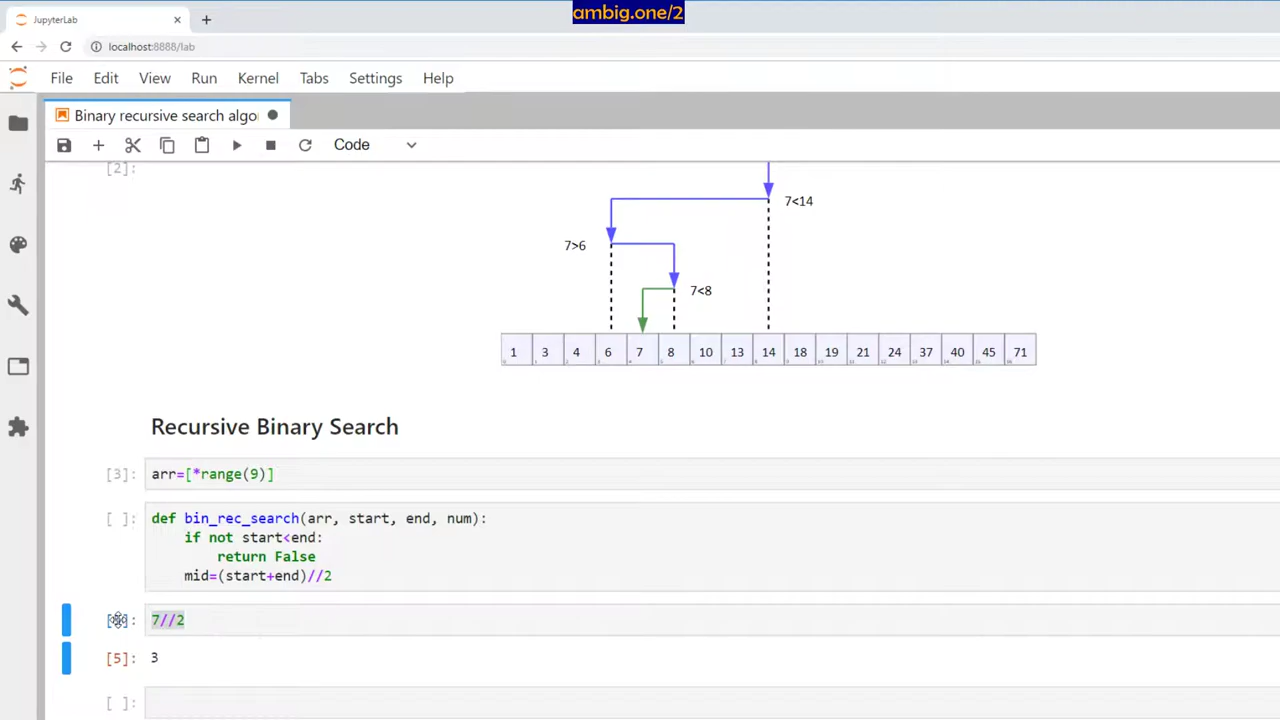 ambig.one/2
JupyterLab
localhost:8888/lab
File Edit View Run Kernel Tabs Settings Help
Binary recursive search algo
Code
[2]:
7<14
7>6
7<8
1 3 4 6 7 8 10 13 14 18 19 21 24 37 40 45 71
Recursive Binary Search
[3]: arr=[*range(9)]
[ ]: def bin_rec_search(arr, start, end, num):
if not start<end:
return False
mid=(start+end)//2
7//2
[5]: 3
[ ]: